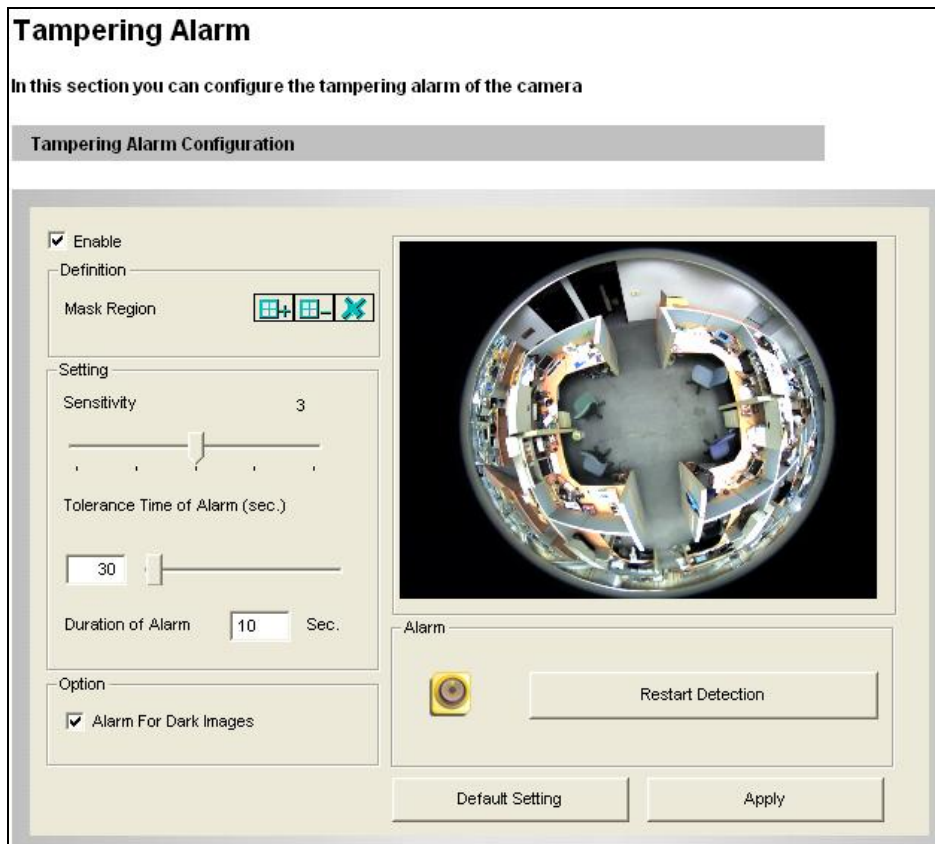 Tampering Alarm
In this section you can configure the tampering alarm of the camera
Tampering Alarm Configuration
Enable
Definition
Mask Region
Setting
Sensitivity 3
Tolerance Time of Alarm (sec.)
30
Duration of Alarm 10 Sec.
Option
Alarm For Dark Images
Alarm
Restart Detection
Default Setting Apply